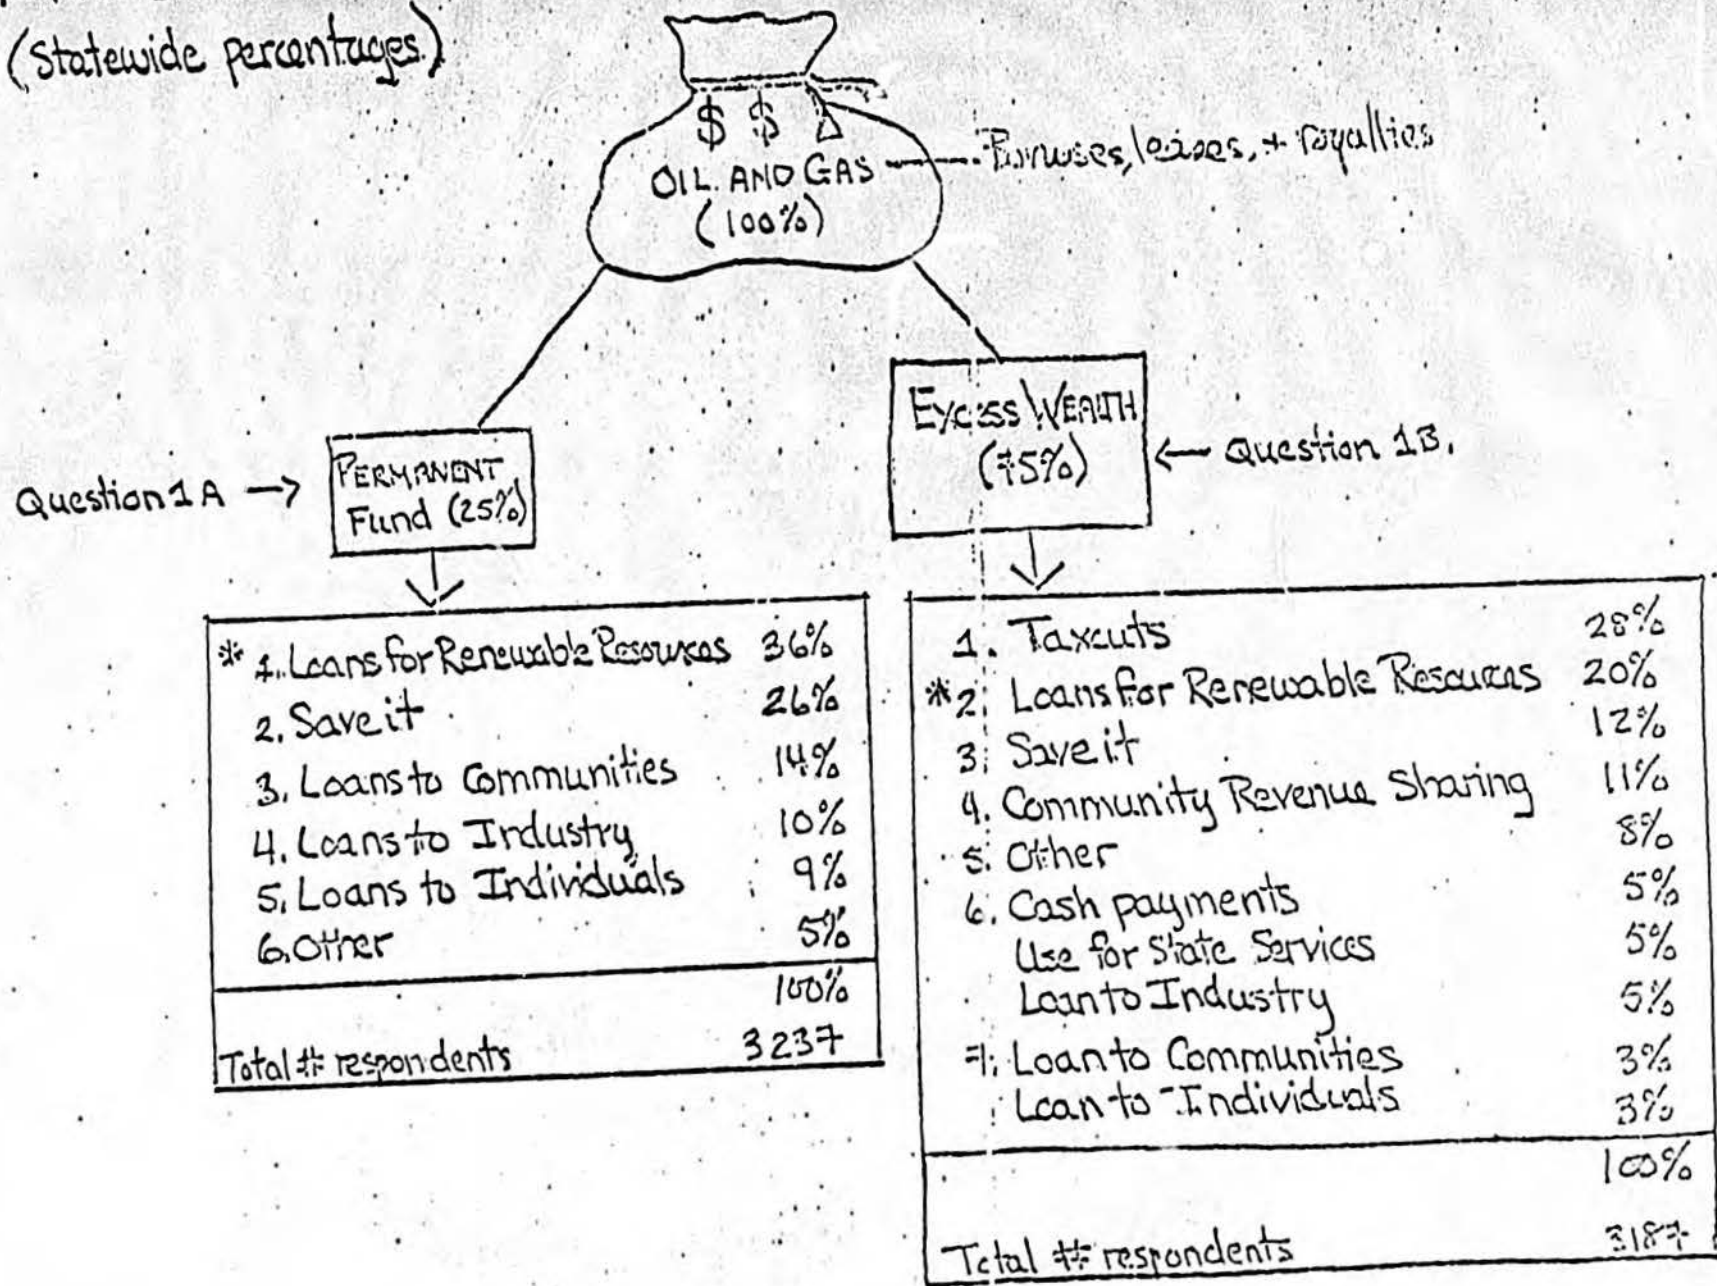 (Statewide percentages.)
$ $ $
OIL AND GAS
(100%)
Bonuses, leases, + royallies
Question 1A →
PERMANENT
Fund (25%)
EXCESS WEALTH
(75%)
← Question 1B.
* 1. Loans for Renewable Resources 36%
2. Save it 26%
3. Loans to Communities 14%
4. Loans to Industry 10%
5. Loans to Individuals 9%
6. Other 5%
100%
Total # respondents 3237
1. Taxcuts 28%
*2. Loans for Renewable Resources 20%
3. Save it 12%
4. Community Revenue Sharing 11%
5. Other 8%
6. Cash payments 5%
Use for State Services 5%
Loan to Industry 5%
7. Loan to Communities 3%
Loan to Individuals 3%
100%
Total # respondents 3187